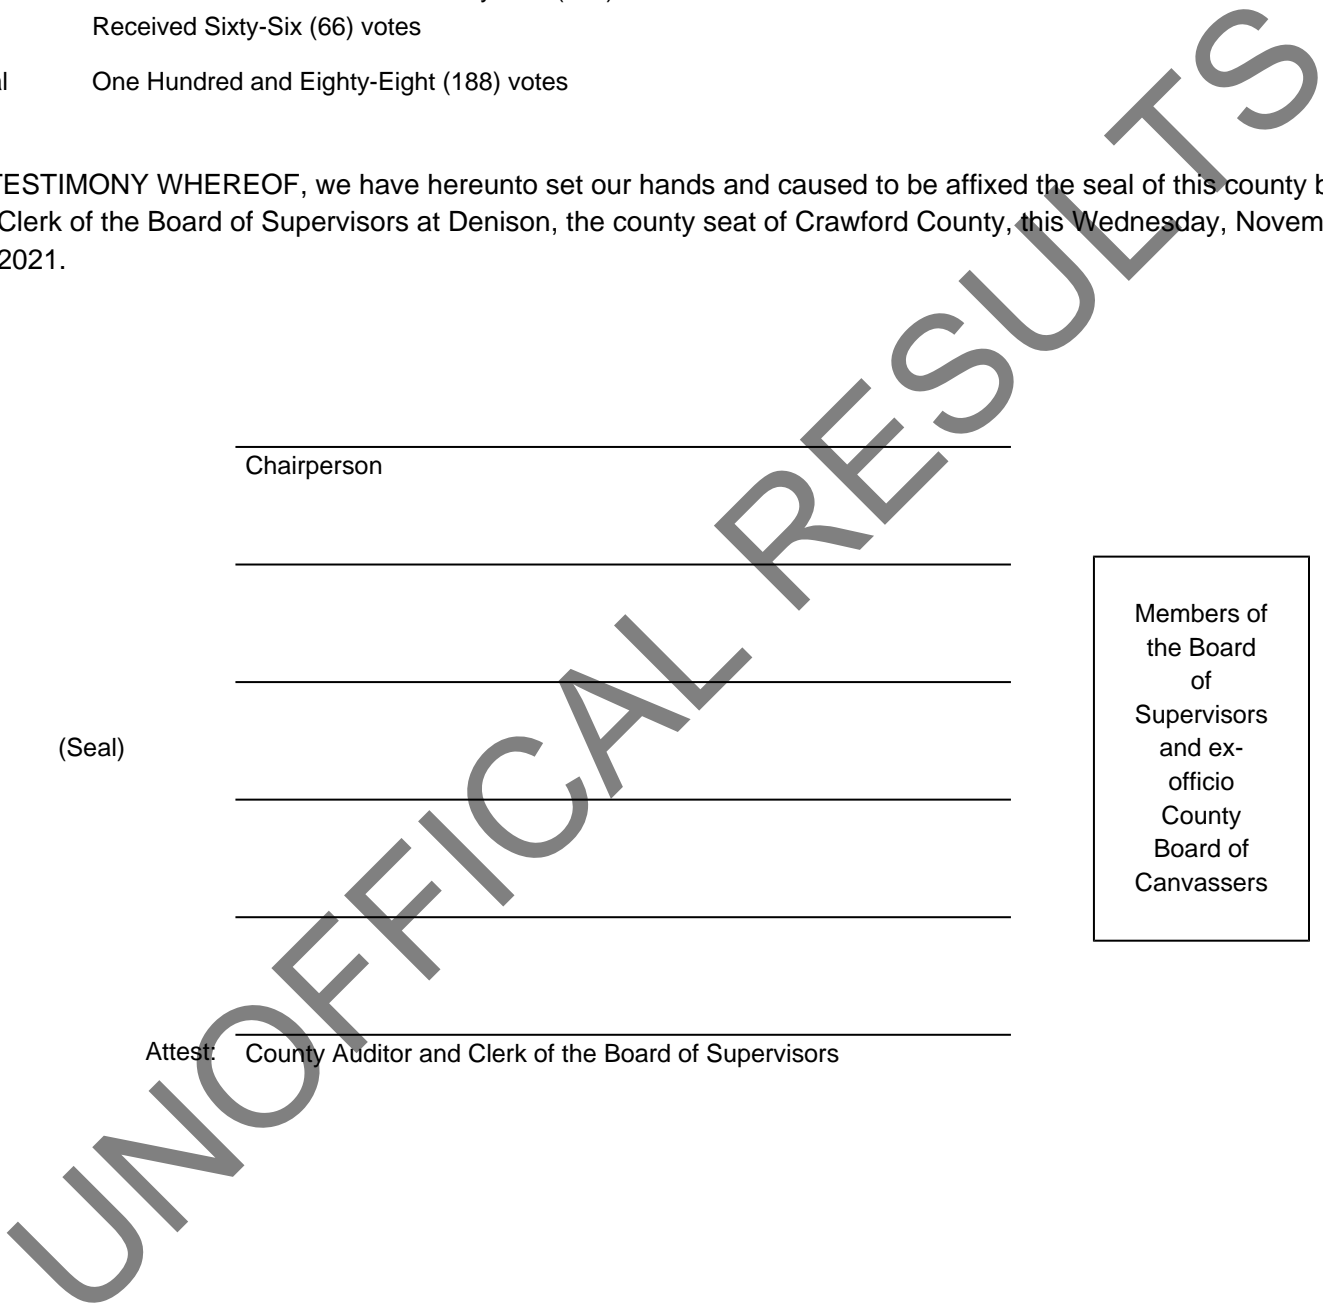 Received Sixty-Six (66) votes
One Hundred and Eighty-Eight (188) votes
TESTIMONY WHEREOF, we have hereunto set our hands and caused to be affixed the seal of this county
Clerk of the Board of Supervisors at Denison, the county seat of Crawford County, this Wednesday, Novem
2021.
Chairperson
Members of
the Board
of
Supervisors
and ex-
officio
County
Board of
Canvassers
(Seal)
Attest: County Auditor and Clerk of the Board of Supervisors
UNOFFICAL RESULTS